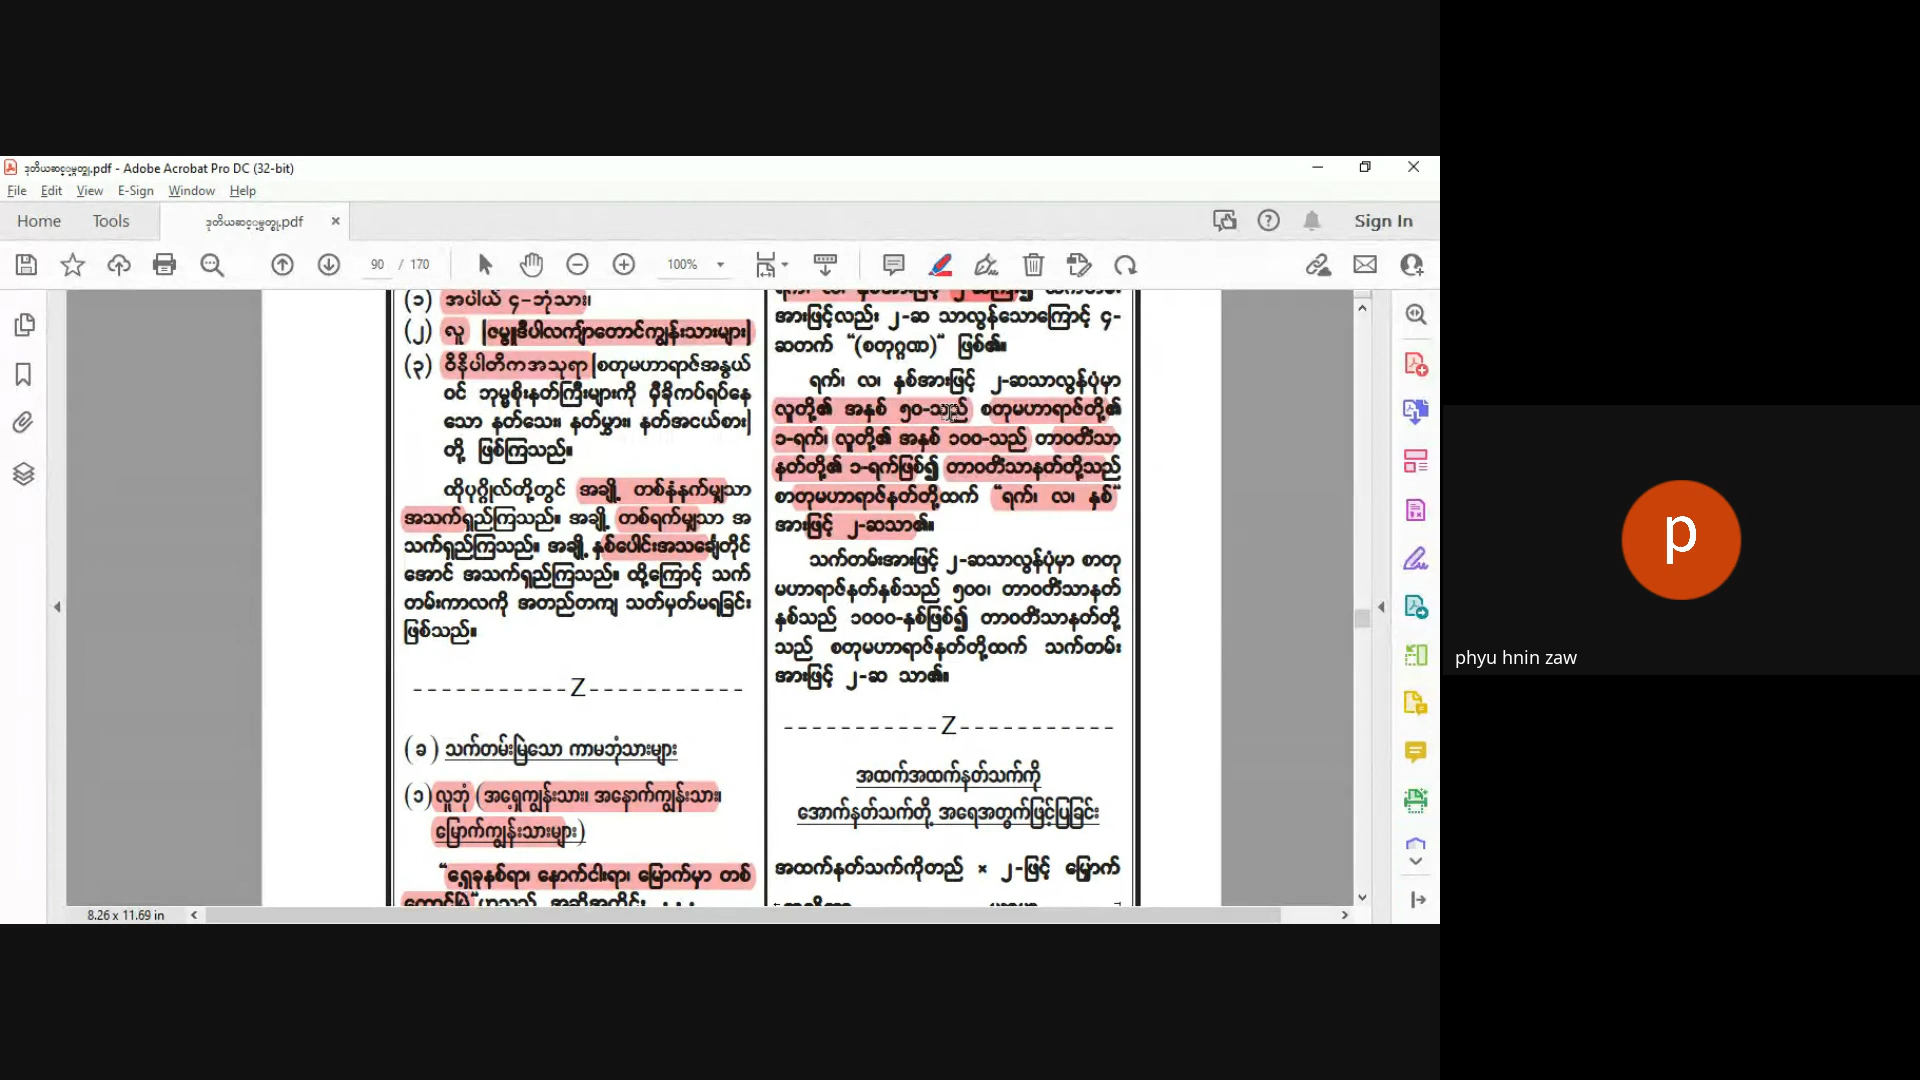 .pdf - Adobe Acrobat Pro DC (32-bit)
File Edit View E-Sign Window Help
Home Tools .pdf × Sign In
90 / 170 100%
(၁) အပါယ် ၄-ဘုံသား၊
(၂) လူ [ဇမ္ဗူဒီပါလင်္ကျာတောင်ကျွန်းသားများ]
(၃) ဝိနိပါတိကအသုရာ [စတုမဟာရာဇ်အနွယ်
ဝင် ဘုမ္မစိုးနတ်ကြီးများကို မှီခိုကပ်ရပ်နေ
သော နတ်သေး၊ နတ်မွှား၊ နတ်အငယ်စား]
တို့ ဖြစ်ကြသည်။
ထိုပုဂ္ဂိုလ်တို့တွင် အချို့ တစ်နံနက်မျှသာ
အသက်ရှည်ကြသည်။ အချို့ တစ်ရက်မျှသာ အ
သက်ရှည်ကြသည်။ အချို့ နှစ်ပေါင်းအသင်္ချေတိုင်
အောင် အသက်ရှည်ကြသည်။ ထို့ကြောင့် သက်
တမ်းကာလကို အတည်တကျ သတ်မှတ်မရခြင်း
ဖြစ်သည်။
-----------Z-----------
(ခ) သက်တမ်းမြဲသော ကာမဘုံသားများ
(၁) လူဘုံ (အရှေ့ကျွန်းသား၊ အနောက်ကျွန်းသား၊
မြောက်ကျွန်းသားများ)
“ရှေ့ခုနစ်ရာ၊ နောက်ငါးရာ၊ မြောက်မှာ တစ်
အားဖြင့်လည်း ၂-ဆ သာလွန်သောကြောင့် ၄-
ဆတက် “(စတုဂ္ဂုဏ)“ ဖြစ်၏။
ရက်၊ လ၊ နှစ်အားဖြင့် ၂-ဆသာလွန်ပုံမှာ
လူတို့၏ အနှစ် ၅၀-သည် စတုမဟာရာဇ်တို့၏
၁-ရက်၊ လူတို့၏ အနှစ် ၁၀၀-သည် တာဝတိံသာ
နတ်တို့၏ ၁-ရက်ဖြစ်၍ တာဝတိံသာနတ်တို့သည်
စာတုမဟာရာဇ်နတ်တို့ထက် “ရက်၊ လ၊ နှစ်“
အားဖြင့် ၂-ဆသာ၏။
သက်တမ်းအားဖြင့် ၂-ဆသာလွန်ပုံမှာ စာတု
မဟာရာဇ်နတ်နှစ်သည် ၅၀၀၊ တာဝတိံသာနတ်
နှစ်သည် ၁၀၀၀-နှစ်ဖြစ်၍ တာဝတိံသာနတ်တို့
သည် စတုမဟာရာဇ်နတ်တို့ထက် သက်တမ်း
အားဖြင့် ၂-ဆ သာ၏။
-----------Z-----------
အထက်အထက်နတ်သက်ကို
အောက်နတ်သက်တို့ အရေအတွက်ဖြင့်ပြခြင်း
အထက်နတ်သက်ကိုတည် × ၂-ဖြင့် မြှောက်
8.26 x 11.69 in
p
phyu hnin zaw